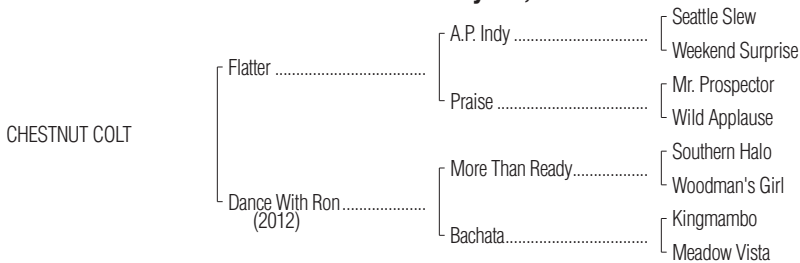 Seattle Slew
A.P. Indy ................................
Weekend Surprise
Flatter ....................................
Mr. Prospector
Praise ....................................
Wild Applause
CHESTNUT COLT
Southern Halo
More Than Ready..................
Woodman's Girl
Dance With Ron....................
(2012)
Kingmambo
Bachata..................................
Meadow Vista